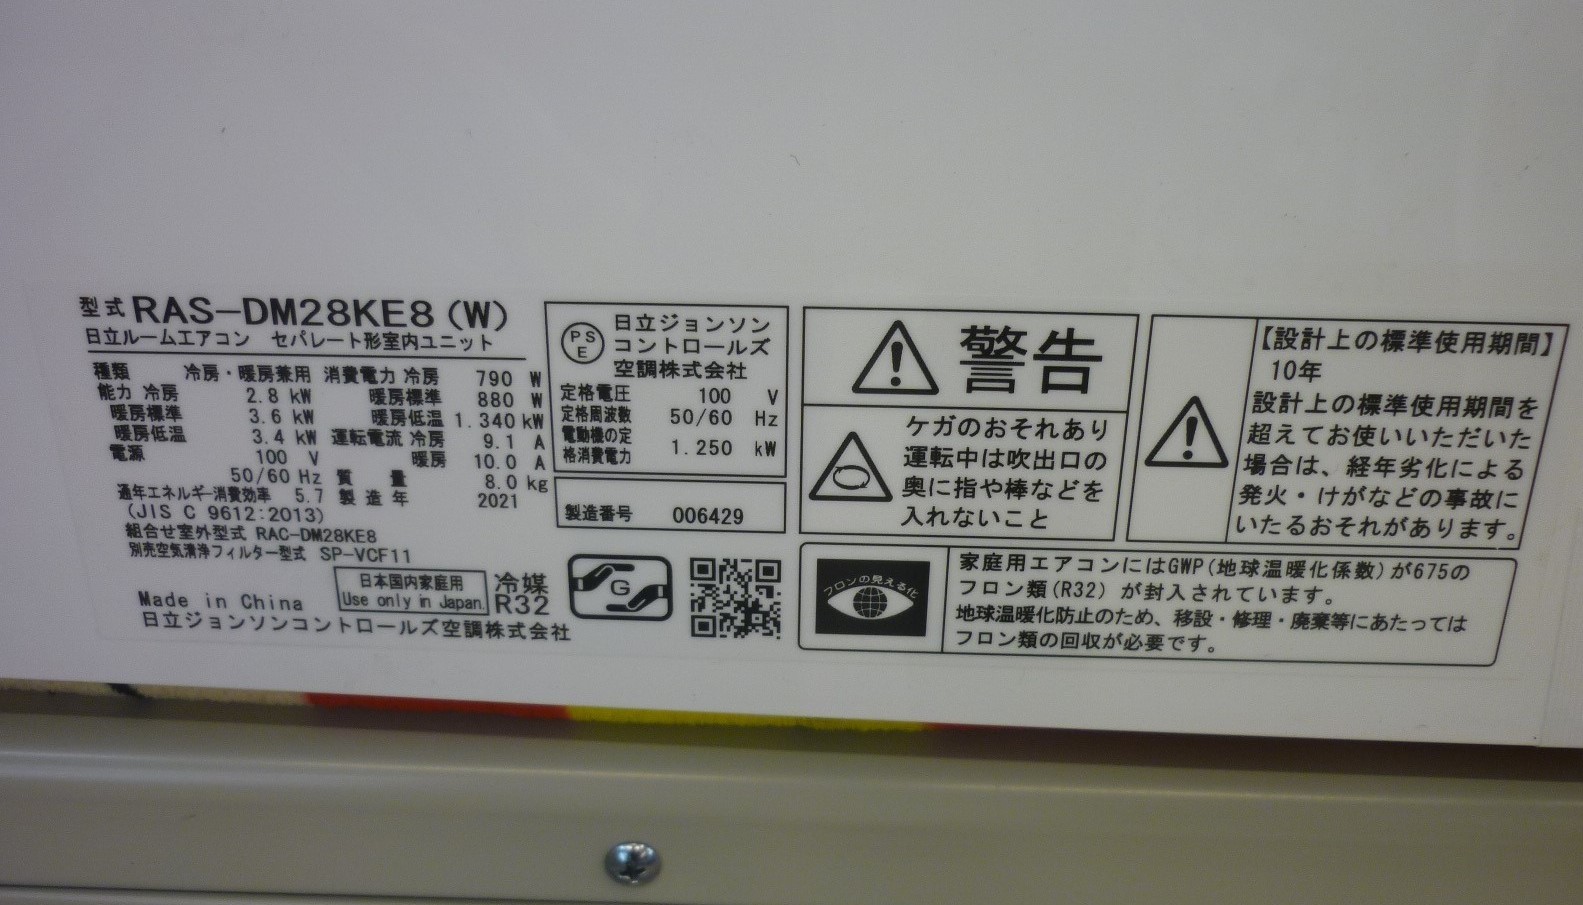 型式 RAS-DM28KE8 (W)
日立ルームエアコン セパレート形室内ユニット
種類 冷房・暖房兼用 消費電力 冷房 790 W
能力 冷房 2.8 kW 暖房標準 880 W
暖房標準 3.6 kW 暖房低温 1.340 kW
暖房低温 3.4 kW 運転電流 冷房 9.1 A
電源 100 V 暖房 10.0 A
50/60 Hz 質量 8.0 kg
通年エネルギー消費効率 5.7 製造年 2021
(JIS C 9612:2013)
組合せ室外型式 RAC-DM28KE8
別売空気清浄フィルター型式 SP-VCF11
Made in China
日本国内家庭用
Use only in Japan.
冷媒
R32
G
日立ジョンソンコントロールズ空調株式会社
PS
E
日立ジョンソン
コントロールズ
空調株式会社
定格電圧 100 V
定格周波数 50/60 Hz
電動機の定
格消費電力 1.250 kW
製造番号 006429
警告
ケガのおそれあり
運転中は吹出口の
奥に指や棒などを
入れないこと
【設計上の標準使用期間】
10年
設計上の標準使用期間を
超えてお使いいただいた
場合は、経年劣化による
発火・けがなどの事故に
いたるおそれがあります。
フロンの見える化
家庭用エアコンにはGWP(地球温暖化係数)が675の
フロン類(R32)が封入されています。
地球温暖化防止のため、移設・修理・廃棄等にあたっては
フロン類の回収が必要です。